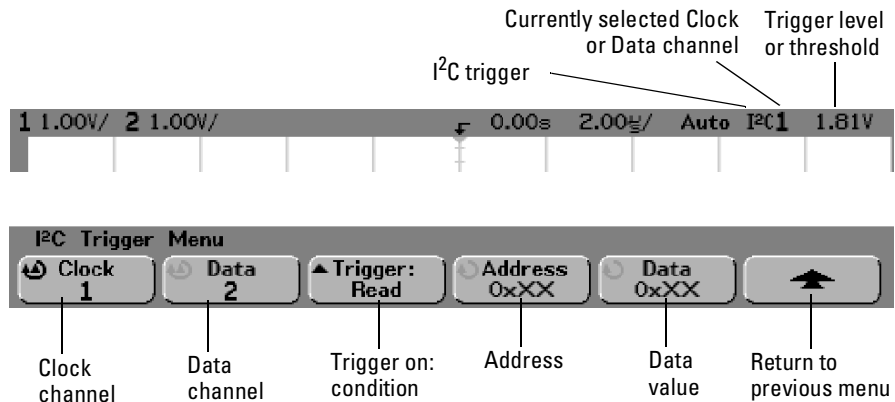 Currently selected Clock
or Data channel
Trigger level
or threshold
I²C trigger
1 1.00V/ 2 1.00V/ 0.00s 2.00us/ Auto I²C1 1.81V
I²C Trigger Menu
Clock
1
Data
2
Trigger:
Read
Address
0xXX
Data
0xXX
Clock
channel
Data
channel
Trigger on:
condition
Address
Data
value
Return to
previous menu